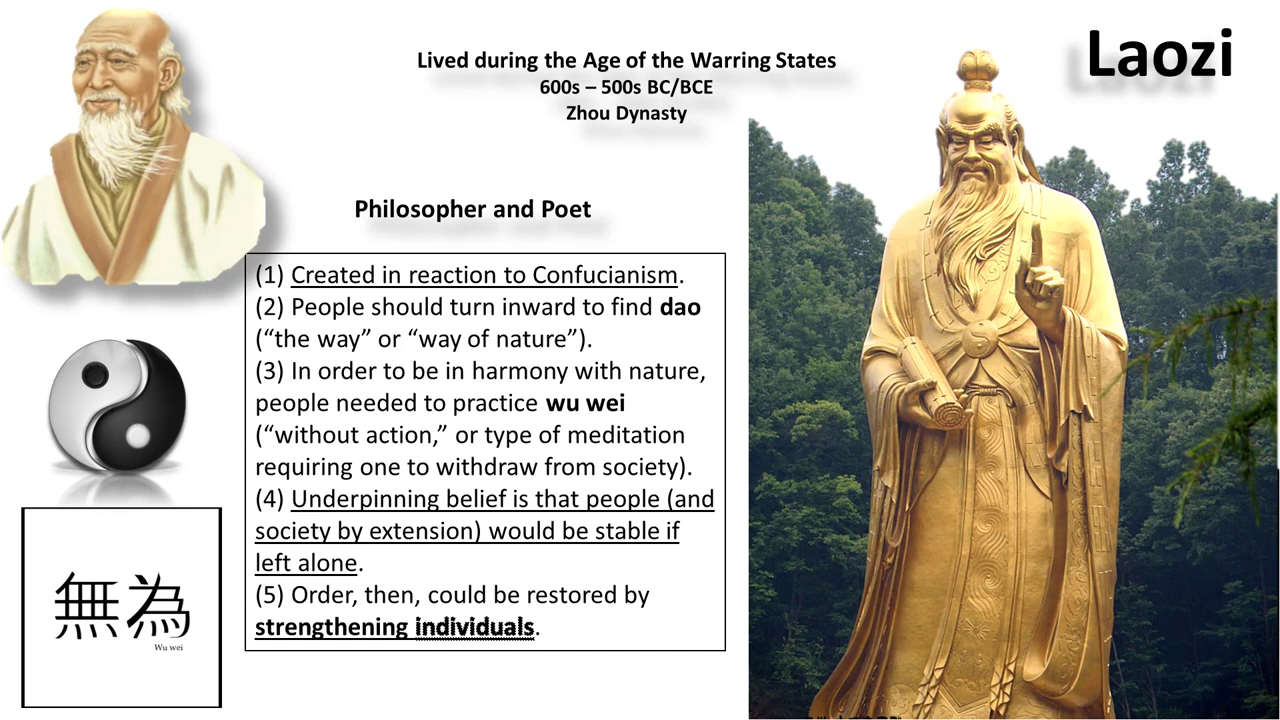 Laozi
Lived during the Age of the Warring States
600s – 500s BC/BCE
Zhou Dynasty
Philosopher and Poet
(1) Created in reaction to Confucianism.
(2) People should turn inward to find dao
(“the way” or “way of nature”).
(3) In order to be in harmony with nature,
people needed to practice wu wei
(“without action,” or type of meditation
requiring one to withdraw from society).
(4) Underpinning belief is that people (and
society by extension) would be stable if
left alone.
(5) Order, then, could be restored by
strengthening individuals.
無為
Wu wei